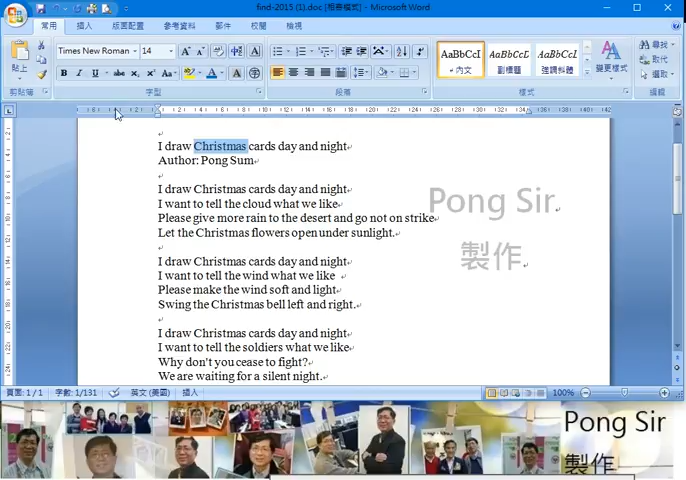 find-2015 (1).doc [相容模式] - Microsoft Word
常用 插入 版面配置 參考資料 郵件 校閱 檢視
貼上
Times New Roman 14
B I U abc x₂ x² Aa A
AaBbCcI AaBbCcD AaBbCcI
內文 副標題 強調斜體
變更樣式
尋找
取代
選取
剪貼簿 字型 段落 樣式 編輯
I draw Christmas cards day and night
Author: Pong Sum
I draw Christmas cards day and night
I want to tell the cloud what we like
Please give more rain to the desert and go not on strike
Let the Christmas flowers open under sunlight.
Pong Sir
製作
I draw Christmas cards day and night
I want to tell the wind what we like
Please make the wind soft and light
Swing the Christmas bell left and right.
I draw Christmas cards day and night
I want to tell the soldiers what we like
Why don't you cease to fight?
We are waiting for a silent night.
頁面: 1 / 1 字數: 1/131 英文 (美國) 插入 100%
Pong Sir
製作